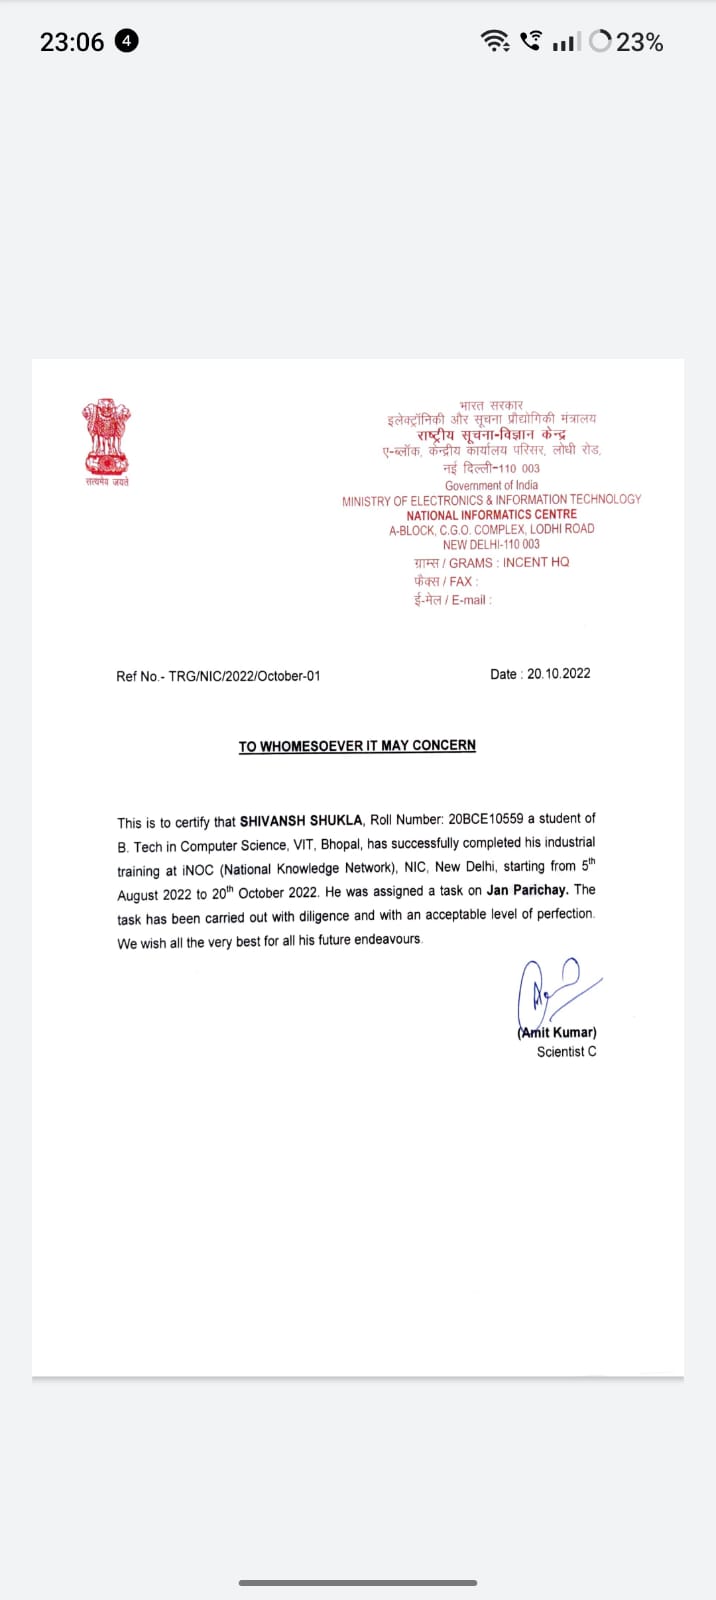 23:06 4 23%
सत्यमेव जयते
भारत सरकार
इलेक्ट्रॉनिकी और सूचना प्रौद्योगिकी मंत्रालय
राष्ट्रीय सूचना-विज्ञान केन्द्र
ए-ब्लॉक, केन्द्रीय कार्यालय परिसर, लोधी रोड,
नई दिल्ली-110 003
Government of India
MINISTRY OF ELECTRONICS & INFORMATION TECHNOLOGY
NATIONAL INFORMATICS CENTRE
A-BLOCK, C.G.O. COMPLEX, LODHI ROAD
NEW DELHI-110 003
ग्राम्स / GRAMS : INCENT HQ
फैक्स / FAX :
ई-मेल / E-mail :
Ref No.- TRG/NIC/2022/October-01 Date : 20.10.2022
TO WHOMESOEVER IT MAY CONCERN
This is to certify that SHIVANSH SHUKLA, Roll Number: 20BCE10559 a student of
B. Tech in Computer Science, VIT, Bhopal, has successfully completed his industrial
training at iNOC (National Knowledge Network), NIC, New Delhi, starting from 5th
August 2022 to 20th October 2022. He was assigned a task on Jan Parichay. The
task has been carried out with diligence and with an acceptable level of perfection.
We wish all the very best for all his future endeavours.
(Amit Kumar)
Scientist C